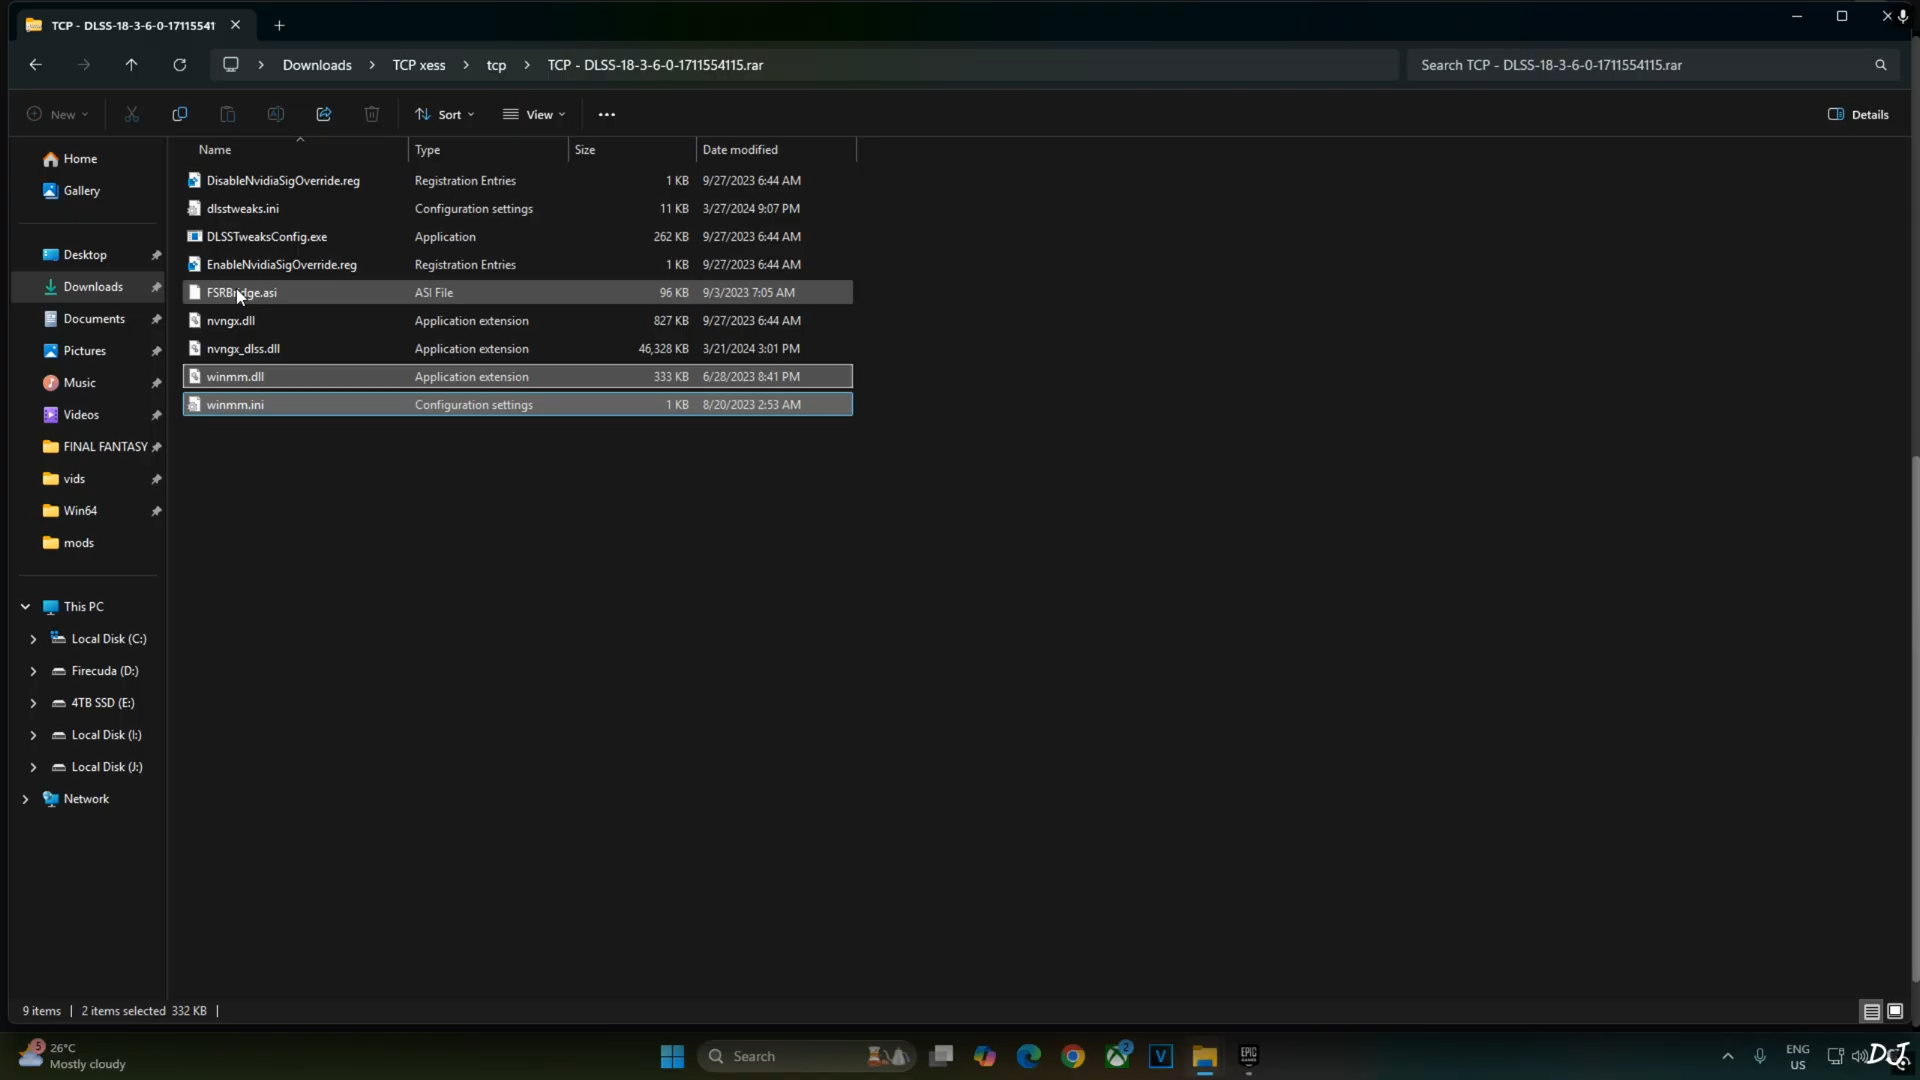 TCP - DLSS-18-3-6-0-17115541
Downloads
TCP xess
tcp
TCP - DLSS-18-3-6-0-1711554115.rar
Search TCP - DLSS-18-3-6-0-1711554115.rar
New
Sort
View
Details
Name Type Size Date modified
DisableNvidiaSigOverride.reg Registration Entries 1 KB 9/27/2023 6:44 AM
dlsstweaks.ini Configuration settings 11 KB 3/27/2024 9:07 PM
DLSSTweaksConfig.exe Application 262 KB 9/27/2023 6:44 AM
EnableNvidiaSigOverride.reg Registration Entries 1 KB 9/27/2023 6:44 AM
FSRBridge.asi ASI File 96 KB 9/3/2023 7:05 AM
nvngx.dll Application extension 827 KB 9/27/2023 6:44 AM
nvngx_dlss.dll Application extension 46,328 KB 3/21/2024 3:01 PM
winmm.dll Application extension 333 KB 6/28/2023 8:41 PM
winmm.ini Configuration settings 1 KB 8/20/2023 2:53 AM
Home
Gallery
Desktop
Downloads
Documents
Pictures
Music
Videos
FINAL FANTASY
vids
Win64
mods
This PC
Local Disk (C:)
Firecuda (D:)
4TB SSD (E:)
Local Disk (I:)
Local Disk (J:)
Network
9 items | 2 items selected 332 KB |
5
26°C
Mostly cloudy
Search
2
V
EPIC
GAMES
ENG
US
DJ